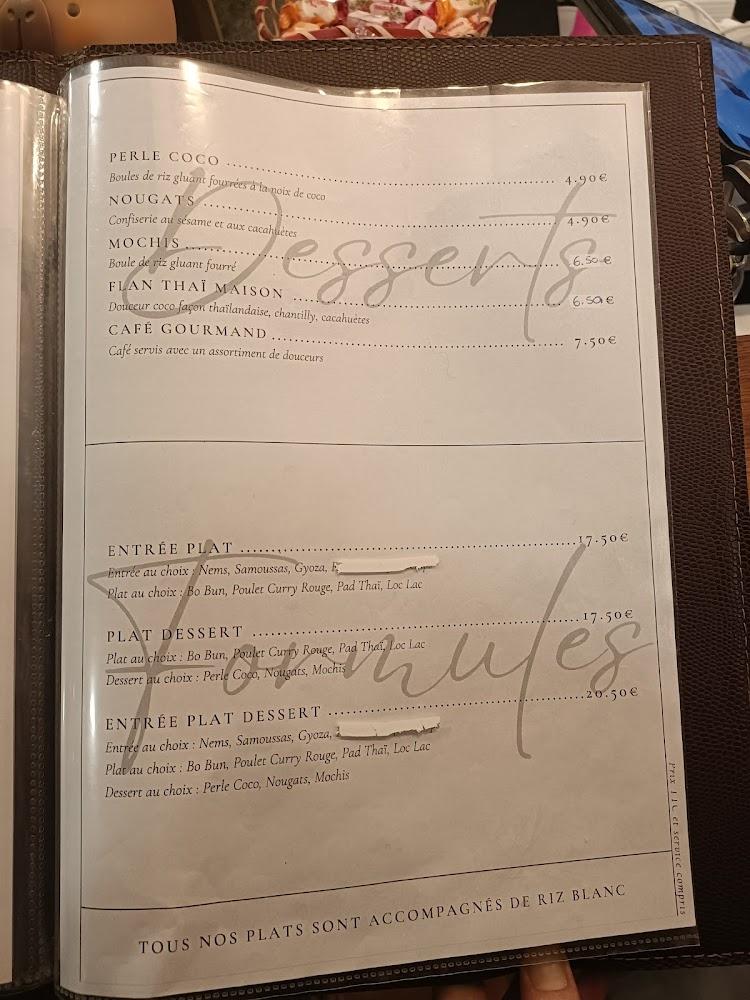 Desserts
PERLE COCO 4.90€
Boules de riz gluant fourrées à la noix de coco
NOUGATS 4.90€
Confiserie au sésame et aux cacahuètes
MOCHIS 6.50€
Boule de riz gluant fourré
FLAN THAÏ MAISON 6.50€
Douceur coco façon thaïlandaise, chantilly, cacahuètes
CAFÉ GOURMAND 7.50€
Café servis avec un assortiment de douceurs
Formules
ENTRÉE PLAT 17.50€
Entrée au choix : Nems, Samoussas, Gyoza,
Plat au choix : Bo Bun, Poulet Curry Rouge, Pad Thaï, Loc Lac
PLAT DESSERT 17.50€
Plat au choix : Bo Bun, Poulet Curry Rouge, Pad Thaï, Loc Lac
Dessert au choix : Perle Coco, Nougats, Mochis
ENTRÉE PLAT DESSERT 20.50€
Entrée au choix : Nems, Samoussas, Gyoza,
Plat au choix : Bo Bun, Poulet Curry Rouge, Pad Thaï, Loc Lac
Dessert au choix : Perle Coco, Nougats, Mochis
TOUS NOS PLATS SONT ACCOMPAGNÉS DE RIZ BLANC
Prix TTC et service compris